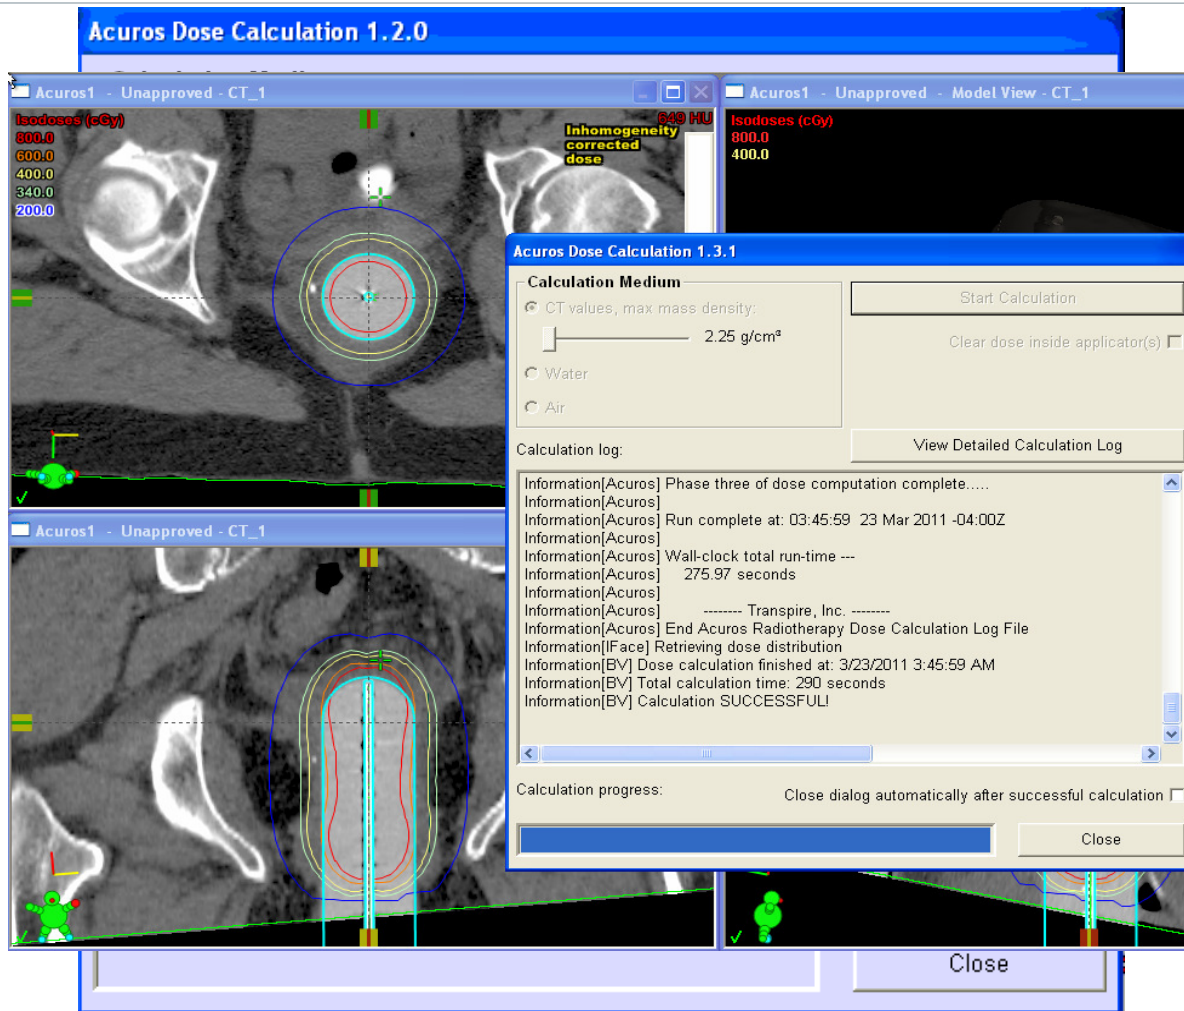 Acuros Dose Calculation 1.2.0
Acuros1 - Unapproved - CT_1
Acuros1 - Unapproved - Model View - CT_1
Isodoses (cGy)
800.0
600.0
400.0
340.0
200.0
649 HU
Inhomogeneity
corrected
dose
Isodoses (cGy)
800.0
400.0
Acuros Dose Calculation 1.3.1
Calculation Medium
CT values, max mass density:
2.25 g/cm³
Water
Air
Start Calculation
Clear dose inside applicator(s)
View Detailed Calculation Log
Calculation log:
Information[Acuros] Phase three of dose computation complete.....
Information[Acuros]
Information[Acuros] Run complete at: 03:45:59 23 Mar 2011 -04:00Z
Information[Acuros]
Information[Acuros] Wall-clock total run-time ---
Information[Acuros] 275.97 seconds
Information[Acuros]
Information[Acuros] -------- Transpire, Inc. --------
Information[Acuros] End Acuros Radiotherapy Dose Calculation Log File
Information[IFace] Retrieving dose distribution
Information[BV] Dose calculation finished at: 3/23/2011 3:45:59 AM
Information[BV] Total calculation time: 290 seconds
Information[BV] Calculation SUCCESSFUL!
Calculation progress:
Close dialog automatically after successful calculation
Close
Acuros1 - Unapproved - CT_1
Close